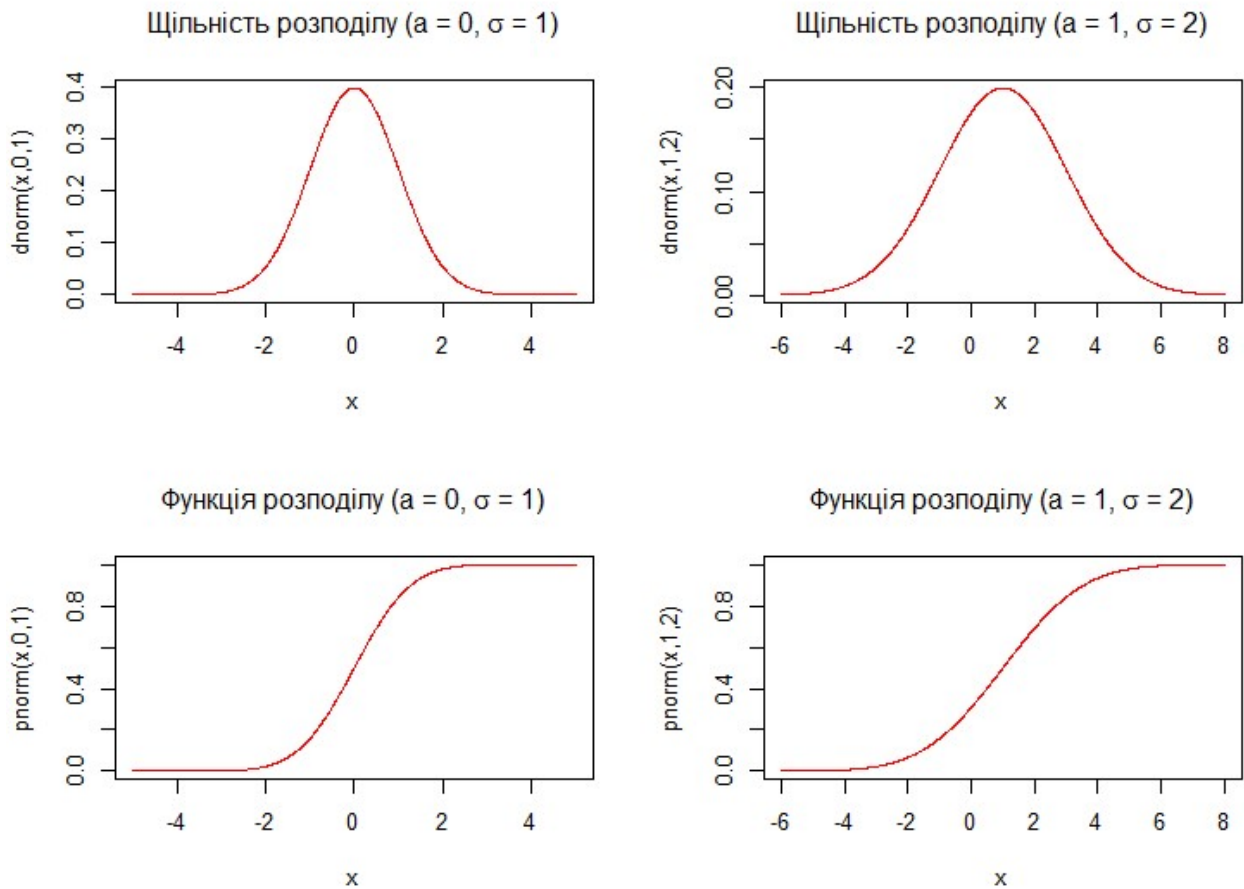 Щільність розподілу (a = 0, σ = 1)
dnorm(x,0,1)
0.0 0.1 0.2 0.3 0.4
-4 -2 0 2 4
x
Щільність розподілу (a = 1, σ = 2)
dnorm(x,1,2)
0.00 0.10 0.20
-6 -4 -2 0 2 4 6 8
x
Функція розподілу (a = 0, σ = 1)
pnorm(x,0,1)
0.0 0.4 0.8
-4 -2 0 2 4
x
Функція розподілу (a = 1, σ = 2)
pnorm(x,1,2)
0.0 0.4 0.8
-6 -4 -2 0 2 4 6 8
x